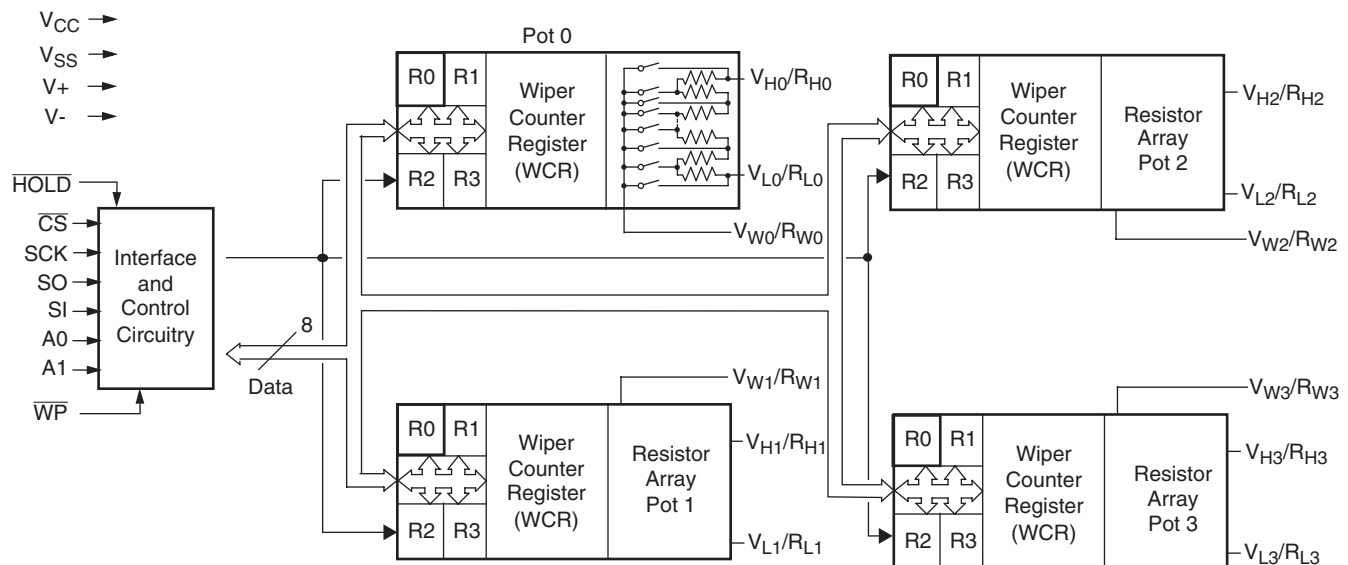 VCC
VSS
V+
V-
HOLD
CS
SCK
SO
SI
A0
A1
WP
Interface
and
Control
Circuitry
8
Data
Pot 0
R0 R1
R2 R3
Wiper
Counter
Register
(WCR)
VH0/RH0
VL0/RL0
VW0/RW0
R0 R1
R2 R3
Wiper
Counter
Register
(WCR)
Resistor
Array
Pot 2
VH2/RH2
VL2/RL2
VW2/RW2
R0 R1
R2 R3
Wiper
Counter
Register
(WCR)
Resistor
Array
Pot 1
VW1/RW1
VH1/RH1
VL1/RL1
R0 R1
R2 R3
Wiper
Counter
Register
(WCR)
Resistor
Array
Pot 3
VW3/RW3
VH3/RH3
VL3/RL3